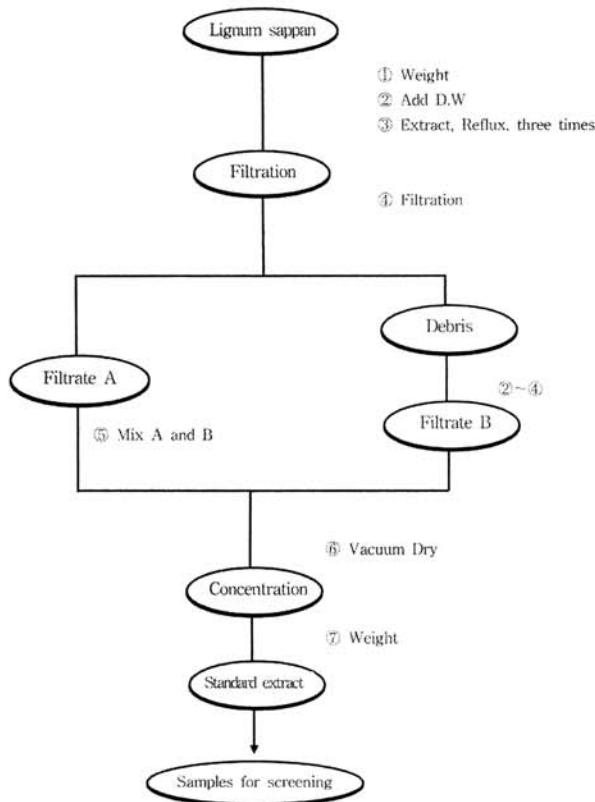 Lignum sappan
① Weight
② Add D.W
③ Extract, Reflux, three times
Filtration
④ Filtration
Debris
Filtrate A
②~④
Filtrate B
⑤ Mix A and B
⑥ Vacuum Dry
Concentration
⑦ Weight
Standard extract
Samples for screening